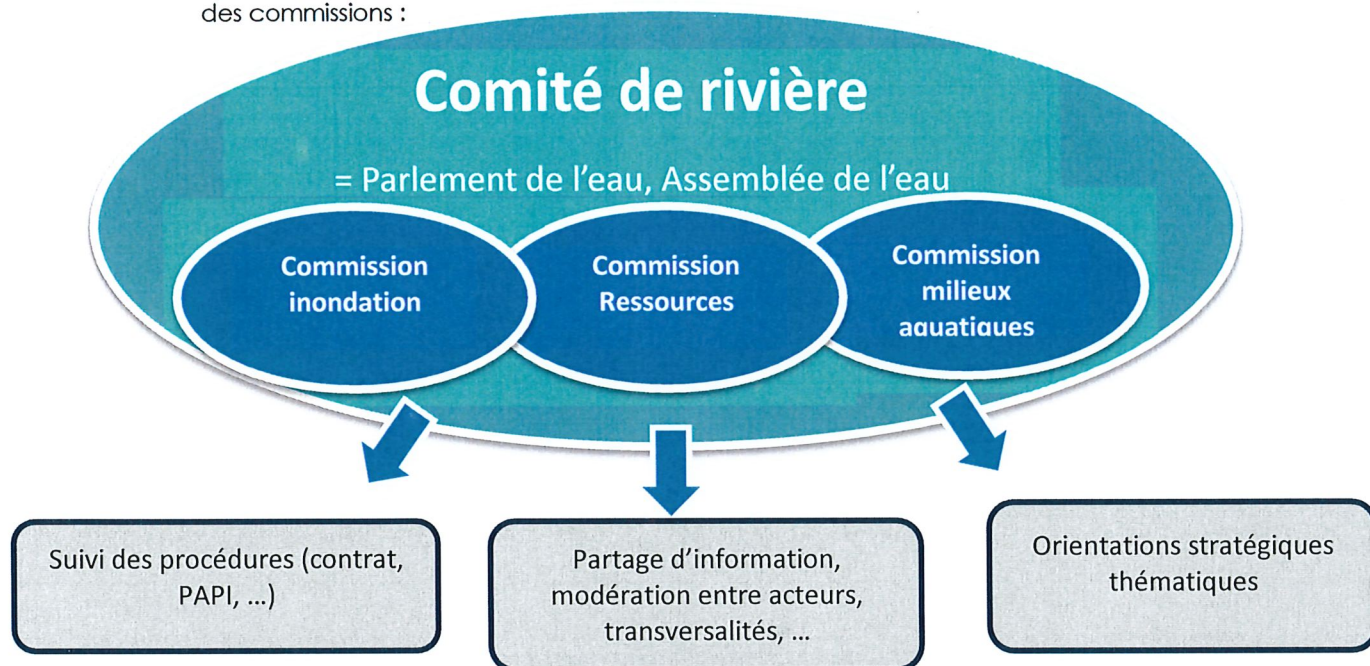 des commissions :
Comité de rivière
= Parlement de l'eau, Assemblée de l'eau
Commission
inondation
Commission
Ressources
Commission
milieux
aquatiques
Suivi des procédures (contrat,
PAPI, ...)
Partage d'information,
modération entre acteurs,
transversalités, ...
Orientations stratégiques
thématiques